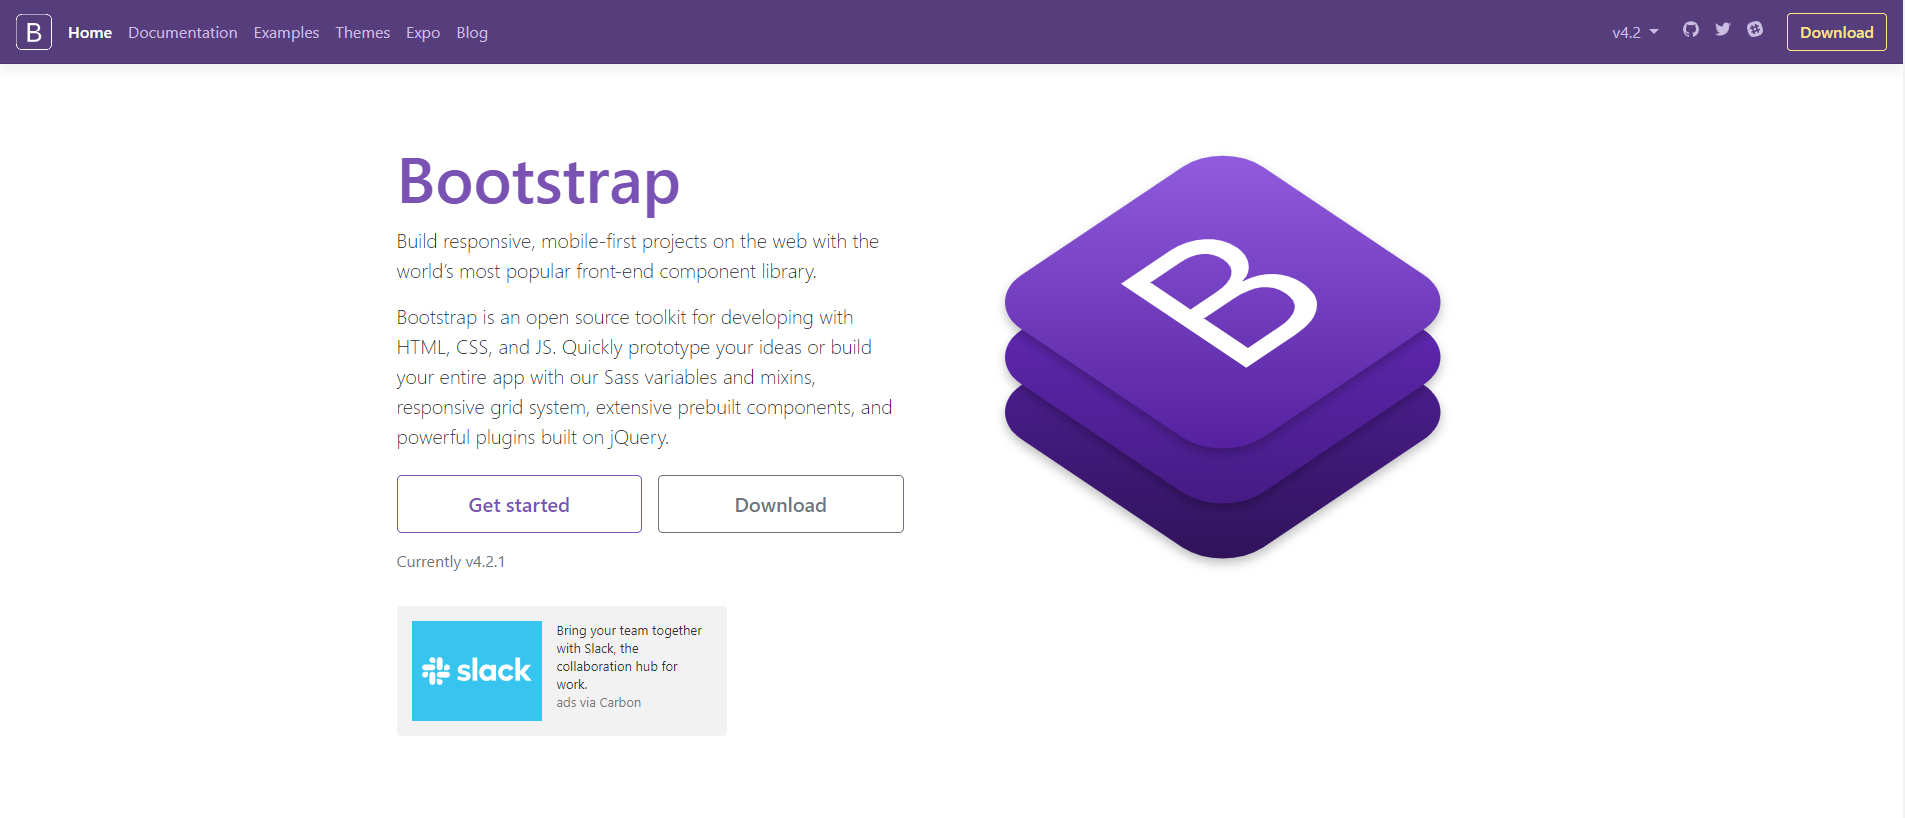 B Home Documentation Examples Themes Expo Blog v4.2 Download
Bootstrap
Build responsive, mobile-first projects on the web with the
world’s most popular front-end component library.
Bootstrap is an open source toolkit for developing with
HTML, CSS, and JS. Quickly prototype your ideas or build
your entire app with our Sass variables and mixins,
responsive grid system, extensive prebuilt components, and
powerful plugins built on jQuery.
Get started Download
Currently v4.2.1
slack
Bring your team together
with Slack, the
collaboration hub for
work.
ads via Carbon
B